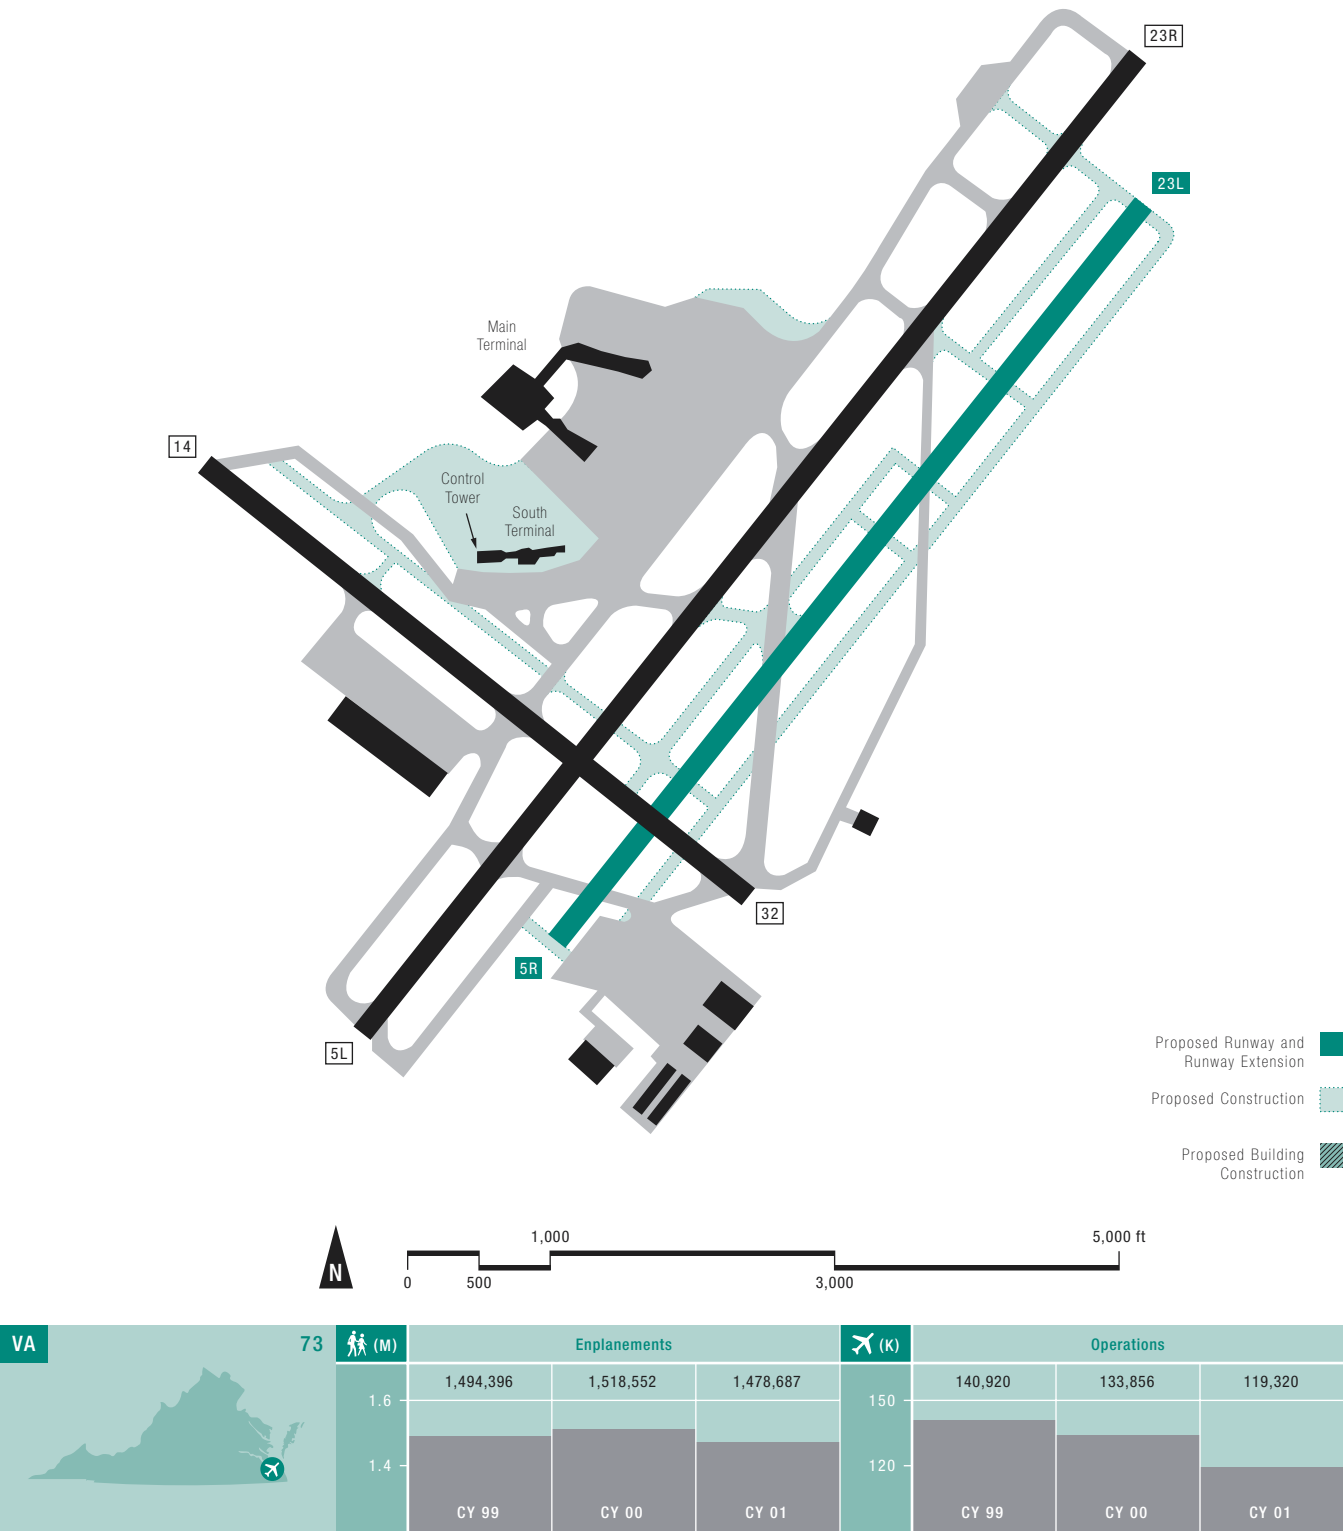 23R
23L
Main
Terminal
14
Control
Tower
South
Terminal
32
5R
5L
Proposed Runway and
Runway Extension
Proposed Construction
Proposed Building
Construction
N
1,000
5,000 ft
0
500
3,000
VA
73
(M)
Enplanements
(K)
Operations
1,494,396
1,518,552
1,478,687
140,920
133,856
119,320
1.6
150
1.4
120
CY 99
CY 00
CY 01
CY 99
CY 00
CY 01